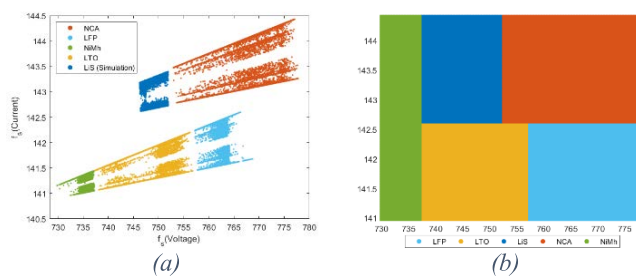 144.5
144
143.5
143
142.5
142
141.5
141
140.5
f_s(Current)
NCA
LFP
NiMh
LTO
LiS (Simulation)
730 735 740 745 750 755 760 765 770 775 780
f_s(Voltage)
(a)
144
143.5
143
142.5
142
141.5
141
730 735 740 745 750 755 760 765 770 775
LFP LTO LiS NCA NiMh
(b)